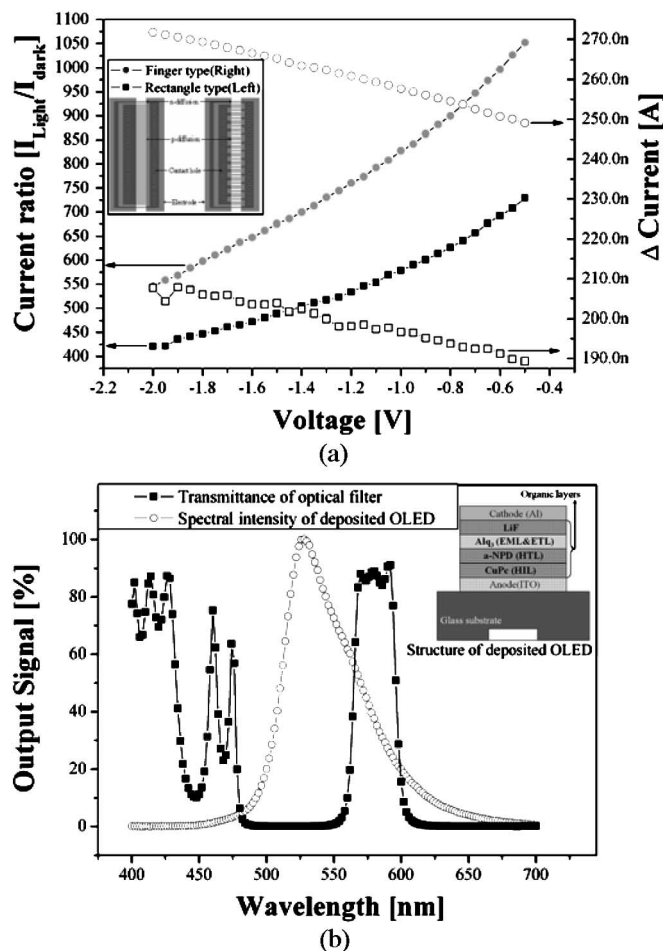 (a)
1100
1050
1000
950
900
850
800
750
700
650
600
550
500
450
400
Current ratio [I_Light/I_dark]
Finger type(Right)
Rectangle type(Left)
n-diffusion
p-diffusion
Contact hole
Electrode
270.0n
260.0n
250.0n
240.0n
230.0n
220.0n
210.0n
200.0n
190.0n
Δ Current [A]
-2.2 -2.0 -1.8 -1.6 -1.4 -1.2 -1.0 -0.8 -0.6 -0.4
Voltage [V]
(a)
Transmittance of optical filter
Spectral intensity of deposited OLED
100
80
60
40
20
0
Output Signal [%]
Organic layers
Cathode (Al)
LiF
Alq3 (EML&ETL)
a-NPD (HTL)
CuPc (HIL)
Anode(ITO)
Glass substrate
Structure of deposited OLED
400 450 500 550 600 650 700
Wavelength [nm]
(b)